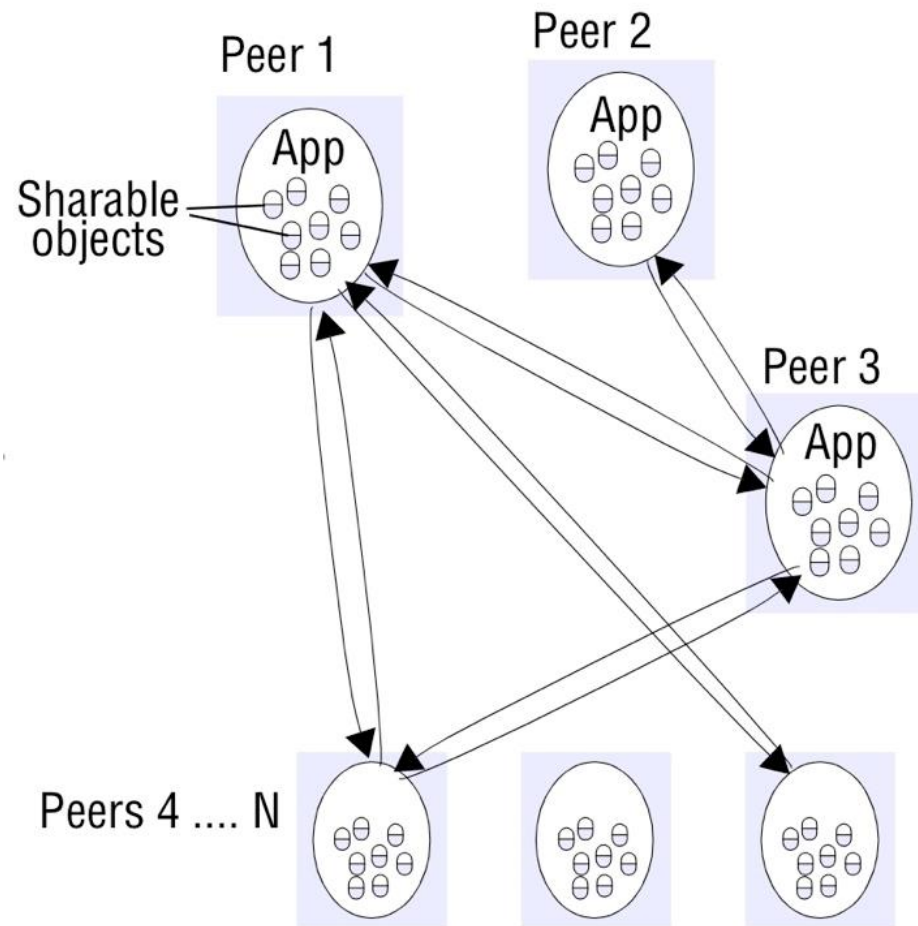 Peer 1
Peer 2
App
App
Sharable
objects
Peer 3
App
Peers 4 .... N